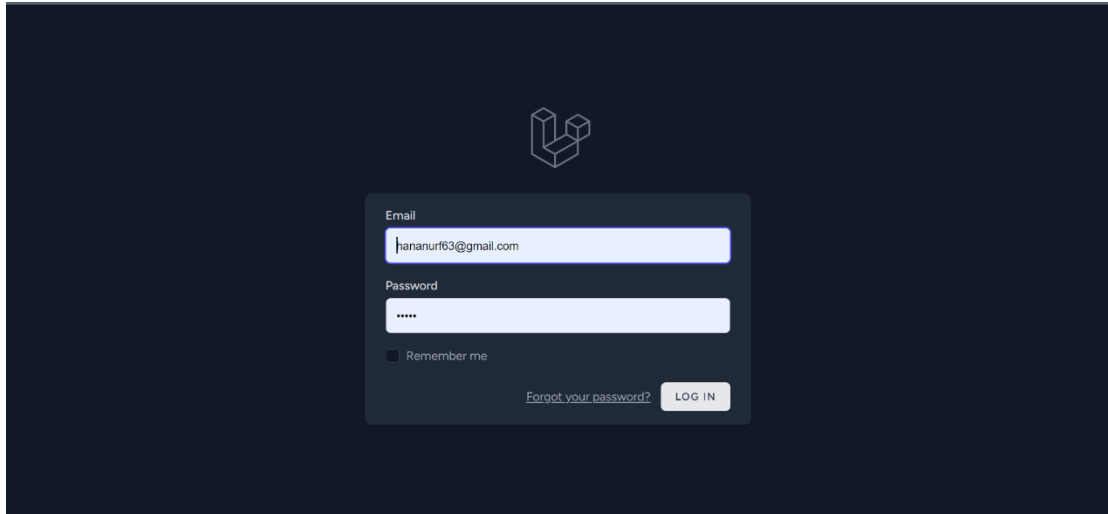 Email
hananurf63@gmail.com
Password
•••••
Remember me
Forgot your password? LOG IN